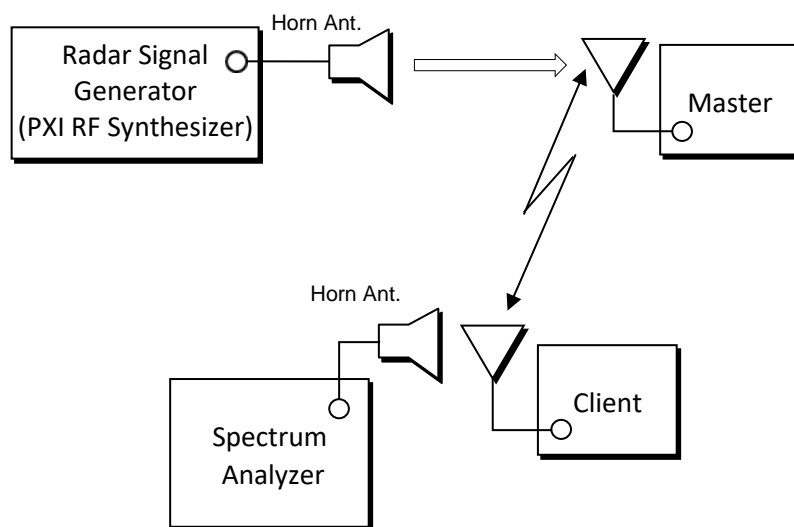 Horn Ant.
Radar Signal
Generator
(PXI RF Synthesizer)
Master
Horn Ant.
Client
Spectrum
Analyzer